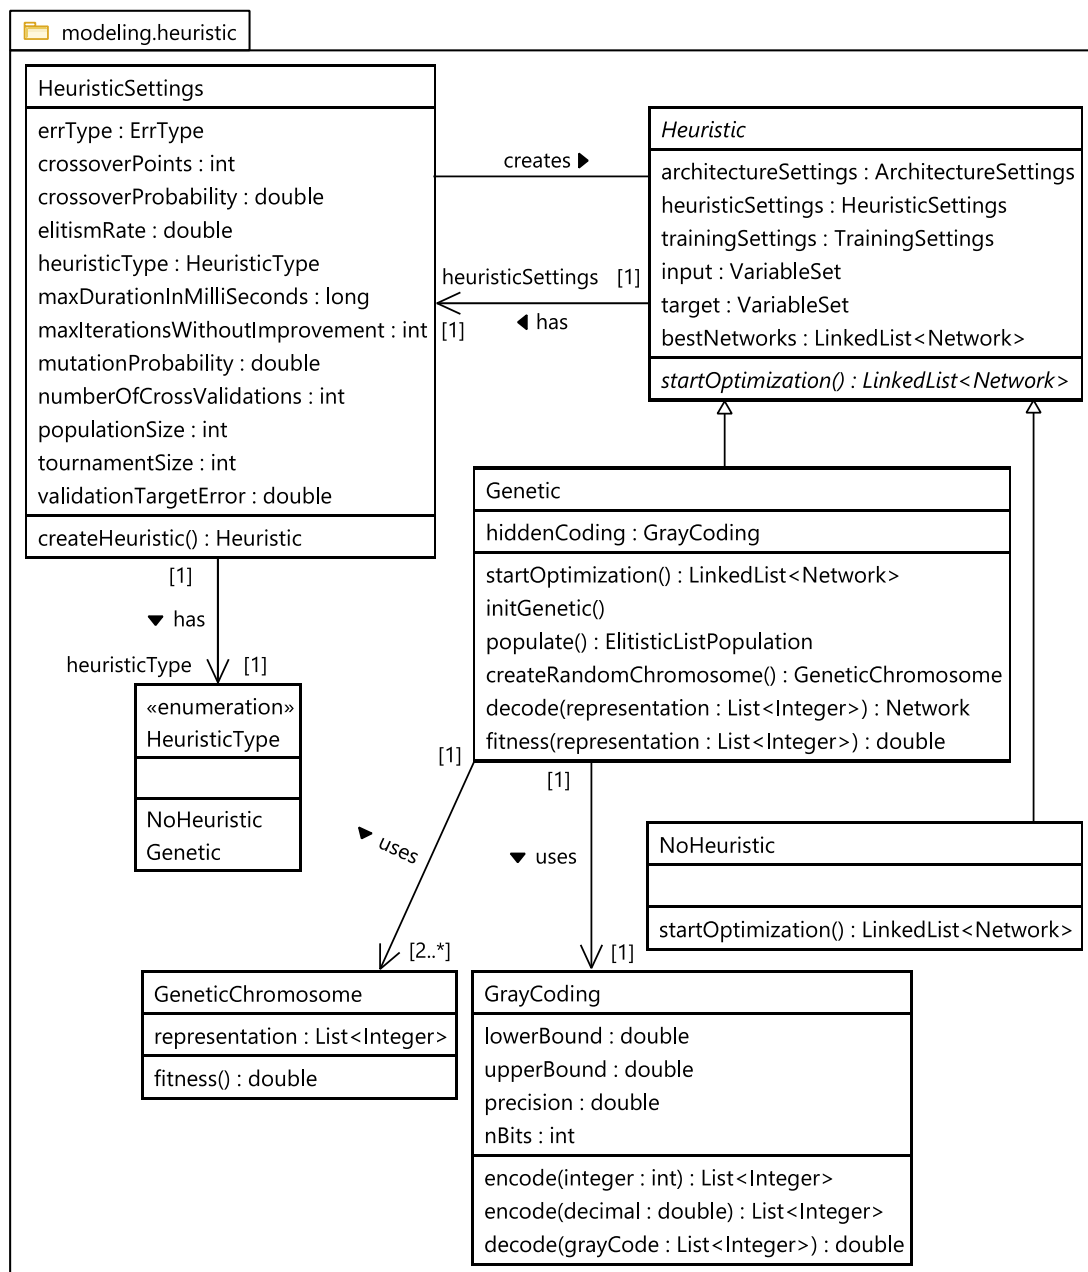 modeling.heuristic
HeuristicSettings
errType : ErrType
crossoverPoints : int
crossoverProbability : double
elitismRate : double
heuristicType : HeuristicType
maxDurationInMilliSeconds : long
maxIterationsWithoutImprovement : int
mutationProbability : double
numberOfCrossValidations : int
populationSize : int
tournamentSize : int
validationTargetError : double
createHeuristic() : Heuristic
creates
Heuristic
architectureSettings : ArchitectureSettings
heuristicSettings : HeuristicSettings
trainingSettings : TrainingSettings
input : VariableSet
target : VariableSet
bestNetworks : LinkedList<Network>
startOptimization() : LinkedList<Network>
heuristicSettings [1]
[1] has
[1]
has
heuristicType [1]
«enumeration»
HeuristicType
NoHeuristic
Genetic
Genetic
hiddenCoding : GrayCoding
startOptimization() : LinkedList<Network>
initGenetic()
populate() : ElitisticListPopulation
createRandomChromosome() : GeneticChromosome
decode(representation : List<Integer>) : Network
fitness(representation : List<Integer>) : double
[1]
uses
[2..*]
[1]
uses
[1]
NoHeuristic
startOptimization() : LinkedList<Network>
GeneticChromosome
representation : List<Integer>
fitness() : double
GrayCoding
lowerBound : double
upperBound : double
precision : double
nBits : int
encode(integer : int) : List<Integer>
encode(decimal : double) : List<Integer>
decode(grayCode : List<Integer>) : double